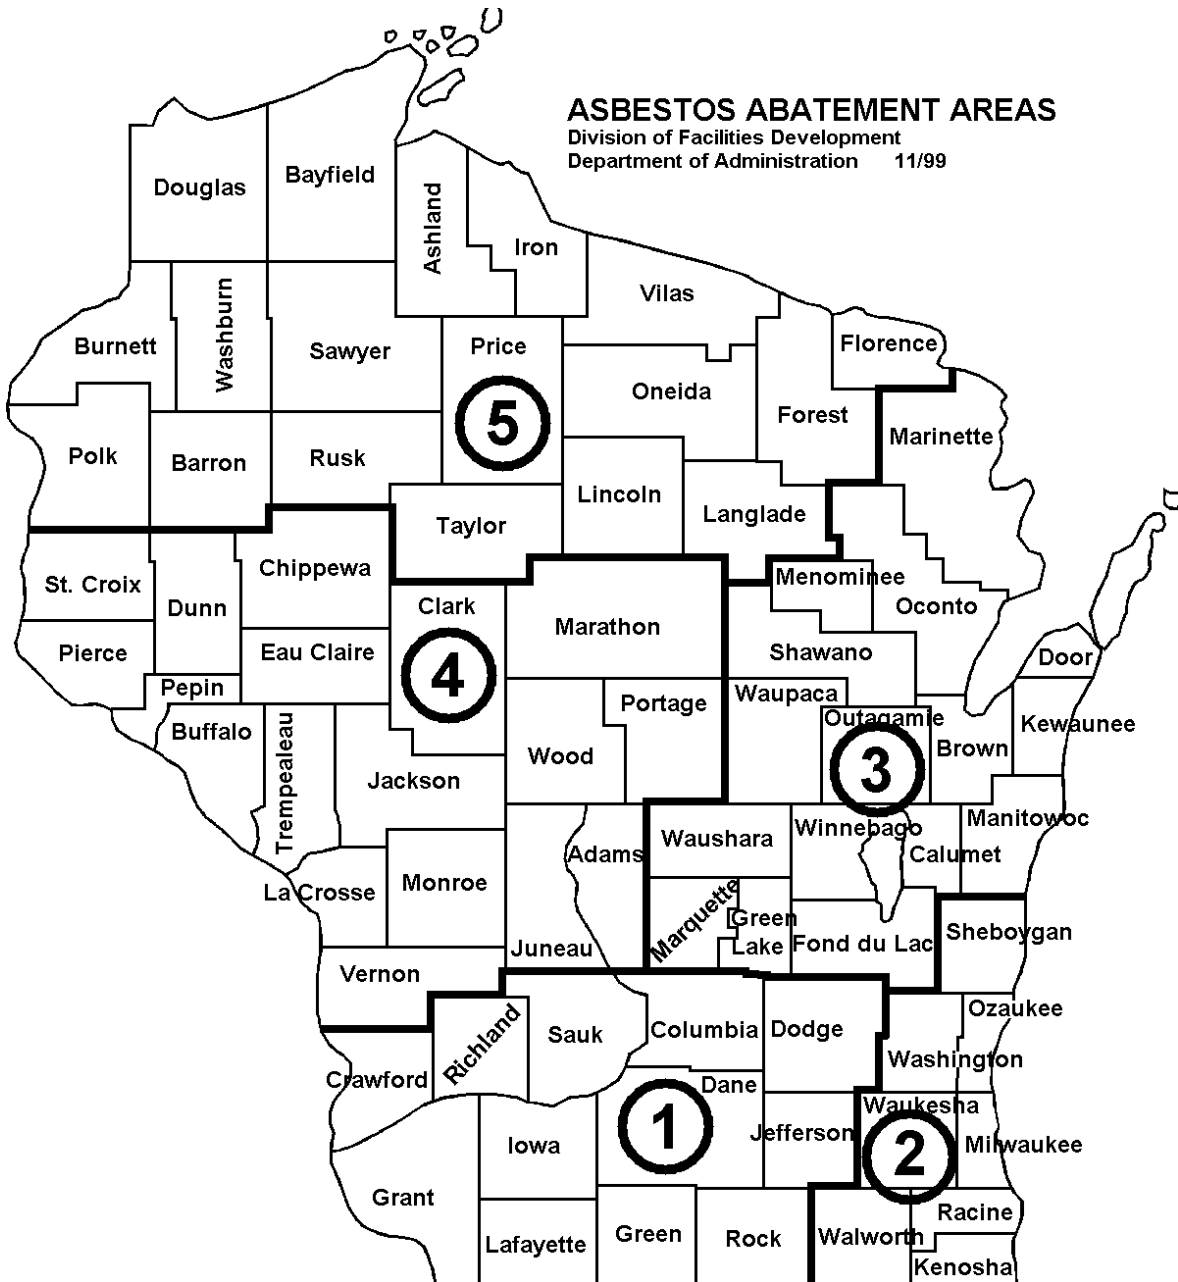 ASBESTOS ABATEMENT AREAS
Division of Facilities Development
Department of Administration 11/99
Douglas
Bayfield
Ashland
Iron
Vilas
Burnett
Washburn
Sawyer
Price
Florence
Oneida
Forest
Marinette
5
Polk
Barron
Rusk
Lincoln
Langlade
Taylor
Chippewa
St. Croix
Dunn
Clark
Marathon
Menominee
Oconto
Pierce
Eau Claire
4
Shawano
Door
Pepin
Buffalo
Trempealeau
Portage
Waupaca
Outagamie
Kewaunee
Brown
Wood
3
Jackson
Manitowoc
Waushara
Winnebago
Calumet
Adams
La Crosse
Monroe
Marquette
Green
Lake
Fond du Lac
Sheboygan
Juneau
Vernon
Ozaukee
Richland
Sauk
Columbia
Dodge
Washington
Crawford
Dane
Waukesha
1
Jefferson
2
Milwaukee
Iowa
Grant
Racine
Green
Rock
Walworth
Lafayette
Kenosha